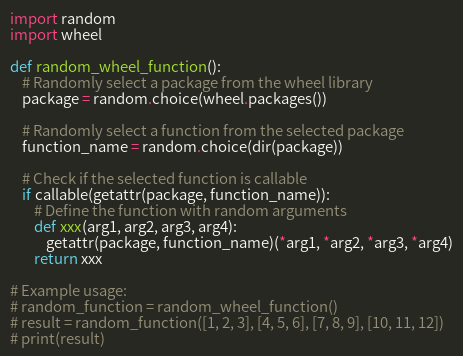 import random
import wheel

def random_wheel_function():
    # Randomly select a package from the wheel library
    package = random.choice(wheel.packages())

    # Randomly select a function from the selected package
    function_name = random.choice(dir(package))

    # Check if the selected function is callable
    if callable(getattr(package, function_name)):
        # Define the function with random arguments
        def xxx(arg1, arg2, arg3, arg4):
            getattr(package, function_name)(*arg1, *arg2, *arg3, *arg4)
        return xxx

# Example usage:
# random_function = random_wheel_function()
# result = random_function([1, 2, 3], [4, 5, 6], [7, 8, 9], [10, 11, 12])
# print(result)